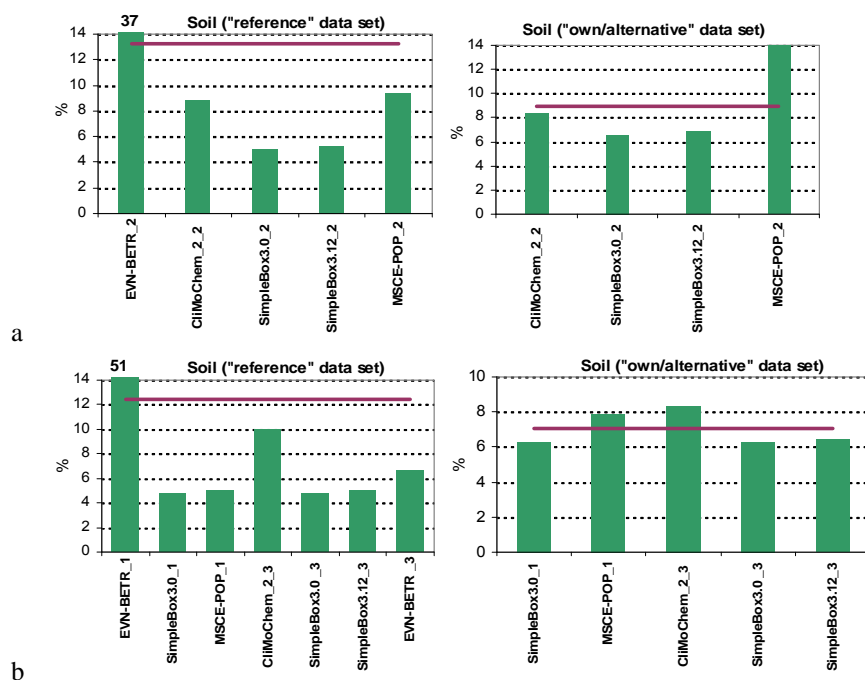 37
Soil ("reference" data set)
14
12
10
8
6
4
2
0
%
EVN-BETR_2
CliMoChem_2_2
SimpleBox3.0_2
SimpleBox3.12_2
MSCE-POP_2
Soil ("own/alternative" data set)
14
12
10
8
6
4
2
0
%
CliMoChem_2_2
SimpleBox3.0_2
SimpleBox3.12_2
MSCE-POP_2
a
51
Soil ("reference" data set)
14
12
10
8
6
4
2
0
%
EVN-BETR_1
SimpleBox3.0_1
MSCE-POP_1
CliMoChem_2_3
SimpleBox3.0_3
SimpleBox3.12_3
EVN-BETR_3
Soil ("own/alternative" data set)
10
8
6
4
2
0
%
SimpleBox3.0_1
MSCE-POP_1
CliMoChem_2_3
SimpleBox3.0_3
SimpleBox3.12_3
b